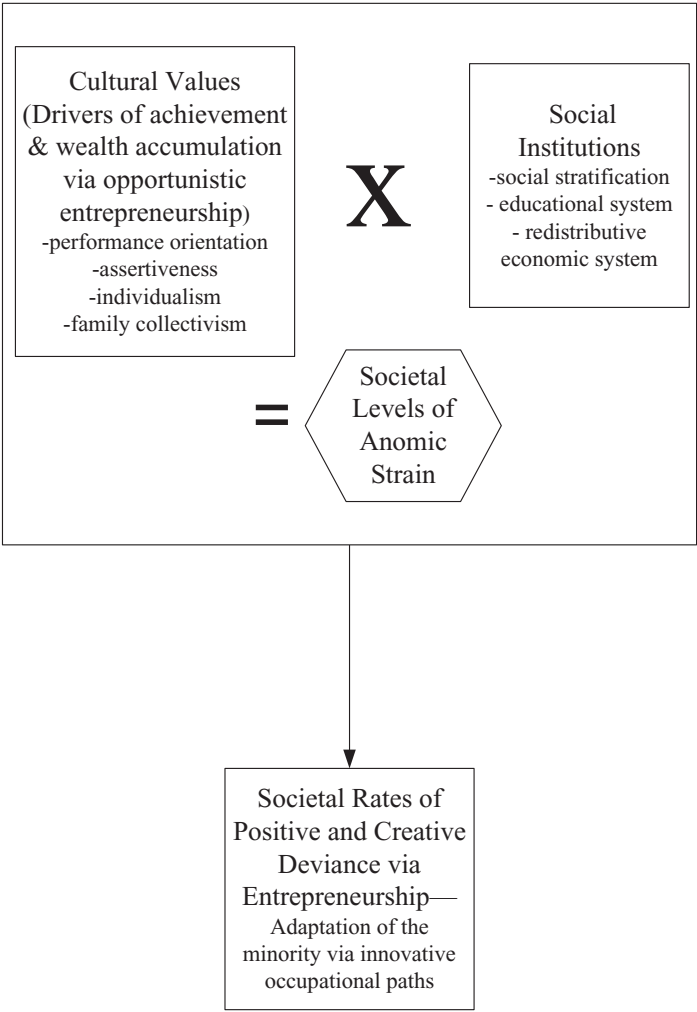 Cultural Values
(Drivers of achievement
& wealth accumulation
via opportunistic
entrepreneurship)
-performance orientation
-assertiveness
-individualism
-family collectivism
X
Social
Institutions
-social stratification
- educational system
- redistributive
economic system
=
Societal
Levels of
Anomic
Strain
Societal Rates of
Positive and Creative
Deviance via
Entrepreneurship—
Adaptation of the
minority via innovative
occupational paths